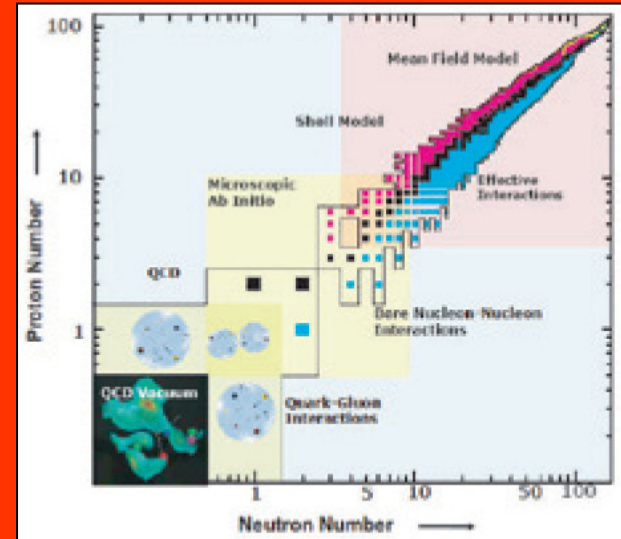 100
Mean Field Model
Shell Model
10
Microscopic
Ab Initio
Effective
Interactions
QCD
Bare Nucleon-Nucleon
Interactions
1
QCD Vacuum
Quark-Gluon
Interactions
Proton Number
1
5
10
50
100
Neutron Number